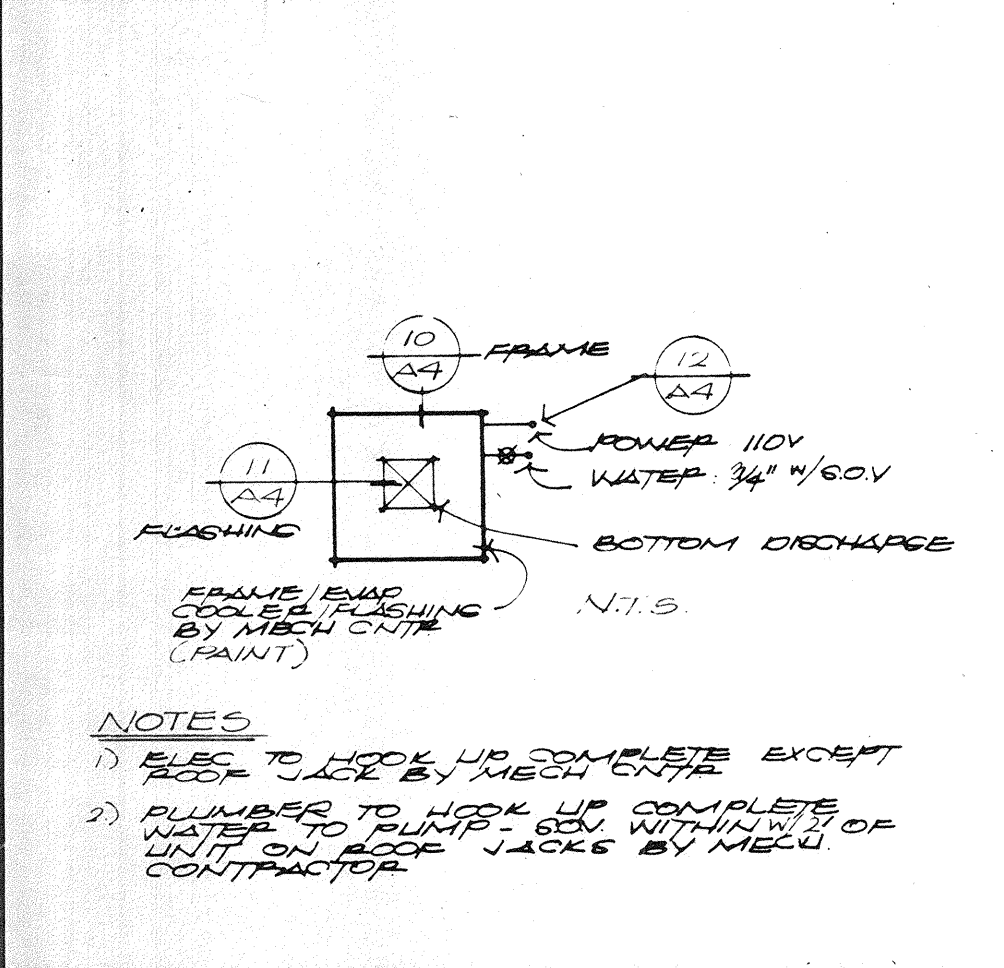 10
A4
FRAME
12
A4
POWER 110V
WATER: 3/4" W/S.O.V
11
A4
FLASHING
BOTTOM DISCHARGE
FRAME/EVAP
COOLER/FLASHING
BY MECH CNTR
(PAINT)
N.T.S.
NOTES
1) ELEC TO HOOK UP COMPLETE EXCEPT
ROOF JACK BY MECH CNTR
2) PLUMBER TO HOOK UP COMPLETE
WATER TO PUMP - SOV. WITHIN W/2' OF
UNIT ON ROOF JACKS BY MECH.
CONTRACTOR